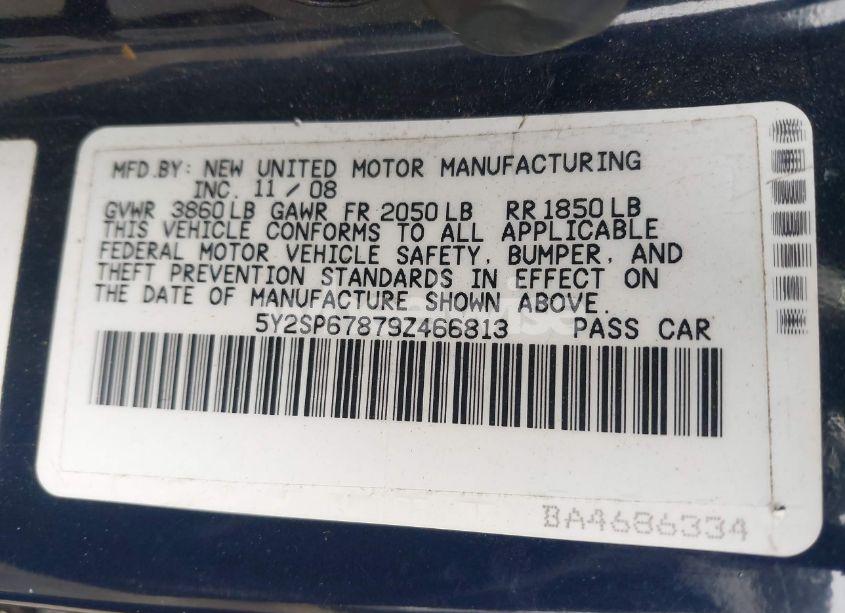 MFD.BY: NEW UNITED MOTOR MANUFACTURING
INC. 11 / 08
GVWR 3860 LB GAWR FR 2050 LB RR 1850 LB
THIS VEHICLE CONFORMS TO ALL APPLICABLE
FEDERAL MOTOR VEHICLE SAFETY, BUMPER, AND
THEFT PREVENTION STANDARDS IN EFFECT ON
THE DATE OF MANUFACTURE SHOWN ABOVE.
5Y2SP67879Z466813 PASS CAR
BA4686334